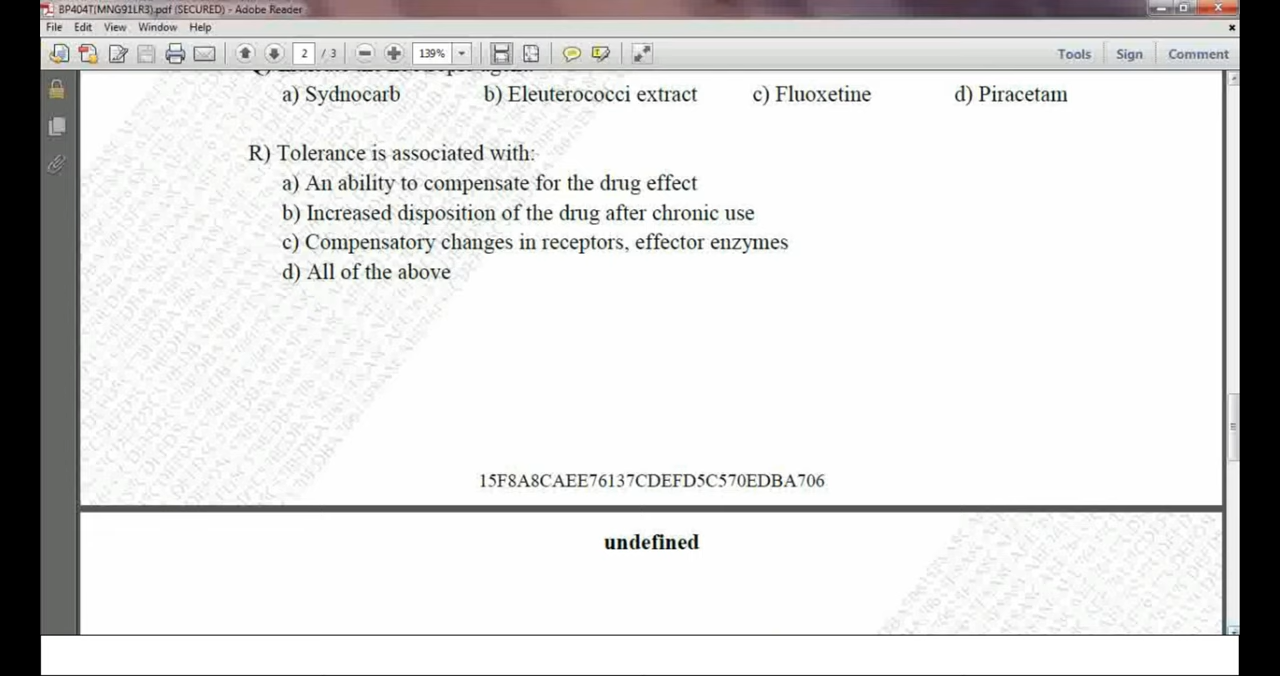 BP404T(MNG91LR3).pdf (SECURED) - Adobe Reader
File Edit View Window Help
2 / 3 139% Tools Sign Comment
a) Sydnocarb b) Eleuterococci extract c) Fluoxetine d) Piracetam
R) Tolerance is associated with:
a) An ability to compensate for the drug effect
b) Increased disposition of the drug after chronic use
c) Compensatory changes in receptors, effector enzymes
d) All of the above
15F8A8CAEE76137CDEFD5C570EDBA706
undefined